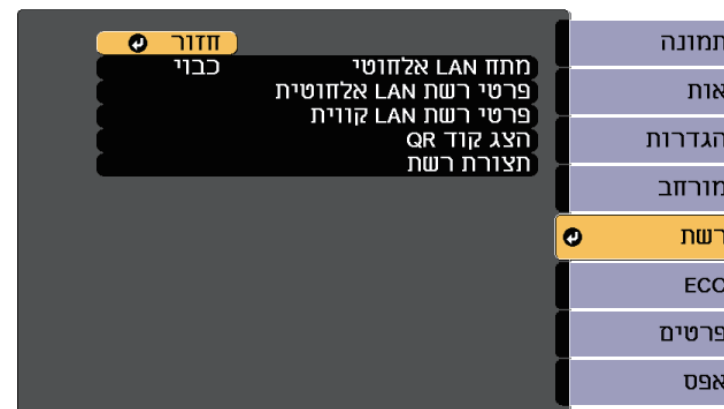 תמונה
אות
הגדרות
מורחב
רשת
ECO
פרטים
אפס
חזור
מתח LAN אלחוטי כבוי
פרטי רשת LAN אלחוטית
פרטי רשת LAN קווית
הצג קוד QR
תצורת רשת